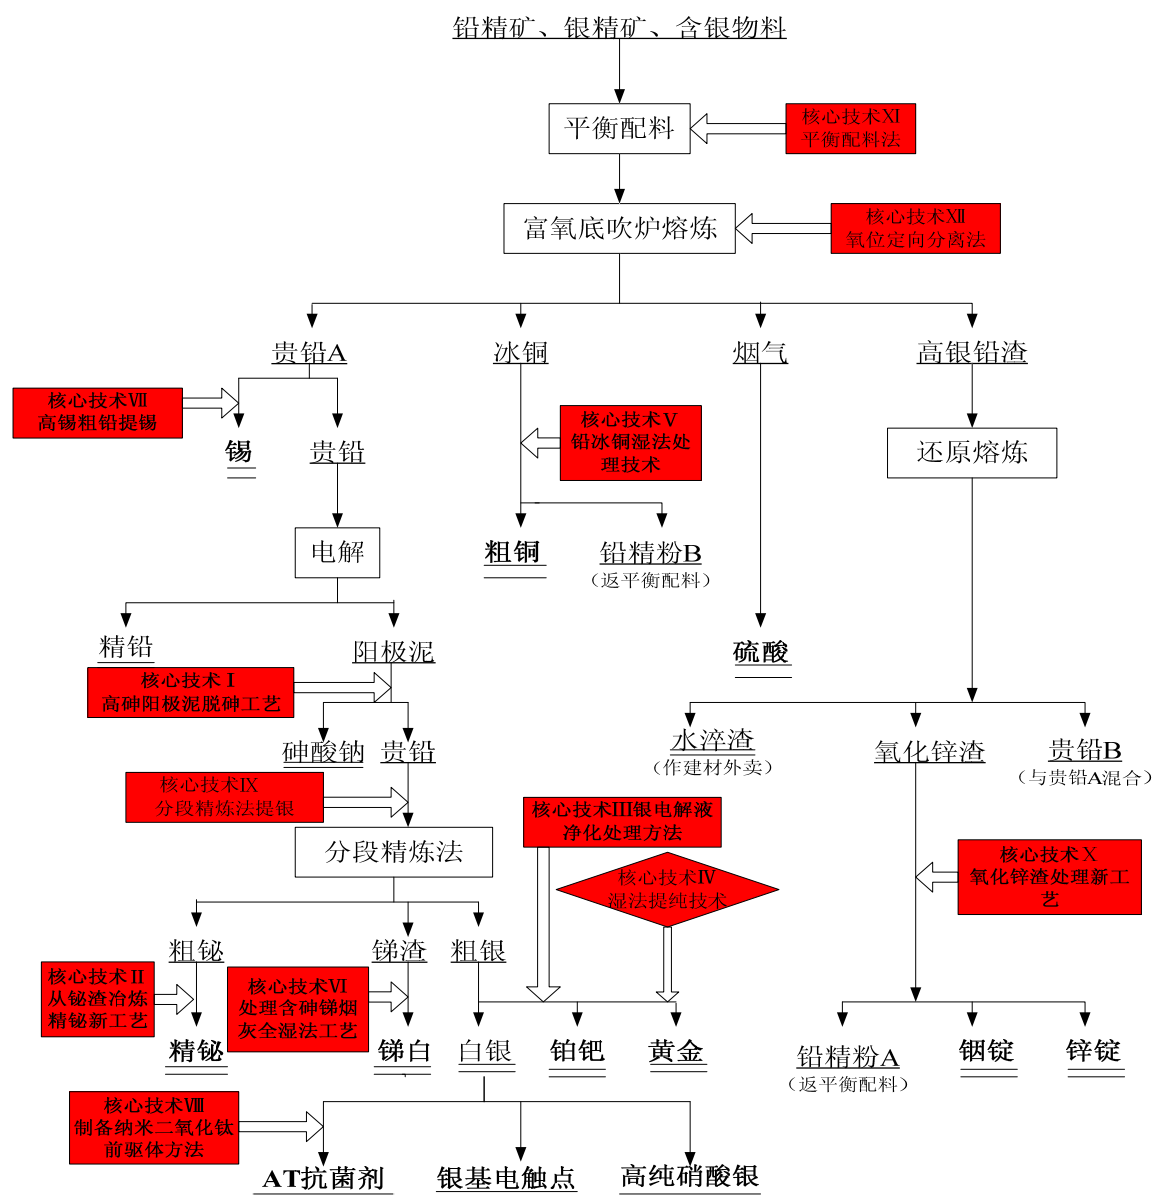 铅精矿、银精矿、含银物料
平衡配料
核心技术Ⅺ
平衡配料法
富氧底吹炉熔炼
核心技术Ⅻ
氧位定向分离法
贵铅A
冰铜
烟气
高银铅渣
核心技术Ⅶ
高锡粗铅提锡
锡
贵铅
核心技术Ⅴ
铅冰铜湿法处
理技术
还原熔炼
电解
粗铜
铅精粉B
（返平衡配料）
精铅
阳极泥
硫酸
核心技术Ⅰ
高砷阳极泥脱砷工艺
砷酸钠
贵铅
水淬渣
（作建材外卖）
氧化锌渣
贵铅B
（与贵铅A混合）
核心技术Ⅸ
分段精炼法提银
分段精炼法
核心技术Ⅲ银电解液
净化处理方法
核心技术Ⅳ
湿法提纯技术
核心技术Ⅹ
氧化锌渣处理新工
艺
粗铋
锑渣
粗银
核心技术Ⅱ
从铋渣冶炼
精铋新工艺
核心技术Ⅵ
处理含砷锑烟
灰全湿法工艺
精铋
锑白
白银
铂钯
黄金
铅精粉A
（返平衡配料）
铟锭
锌锭
核心技术Ⅷ
制备纳米二氧化钛
前驱体方法
AT抗菌剂
银基电触点
高纯硝酸银